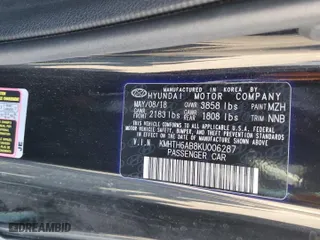 MANUFACTURED IN KOREA BY
HYUNDAI MOTOR COMPANY
MAY/08/18 GVWR 3858 lbs PAINT MZH
GAWR FRT 2183 lbs GAWR REAR 1808 lbs TRIM NNB
THIS VEHICLE CONFORMS TO ALL APPLICABLE U.S.A. FEDERAL
MOTOR VEHICLE SAFETY, BUMPER, AND THEFT PREVENTION STANDARDS
IN EFFECT ON THE DATE OF MANUFACTURE SHOWN ABOVE.
V.I.N. KMHTH6AB8KU006287
PASSENGER CAR
AutoBidMaster